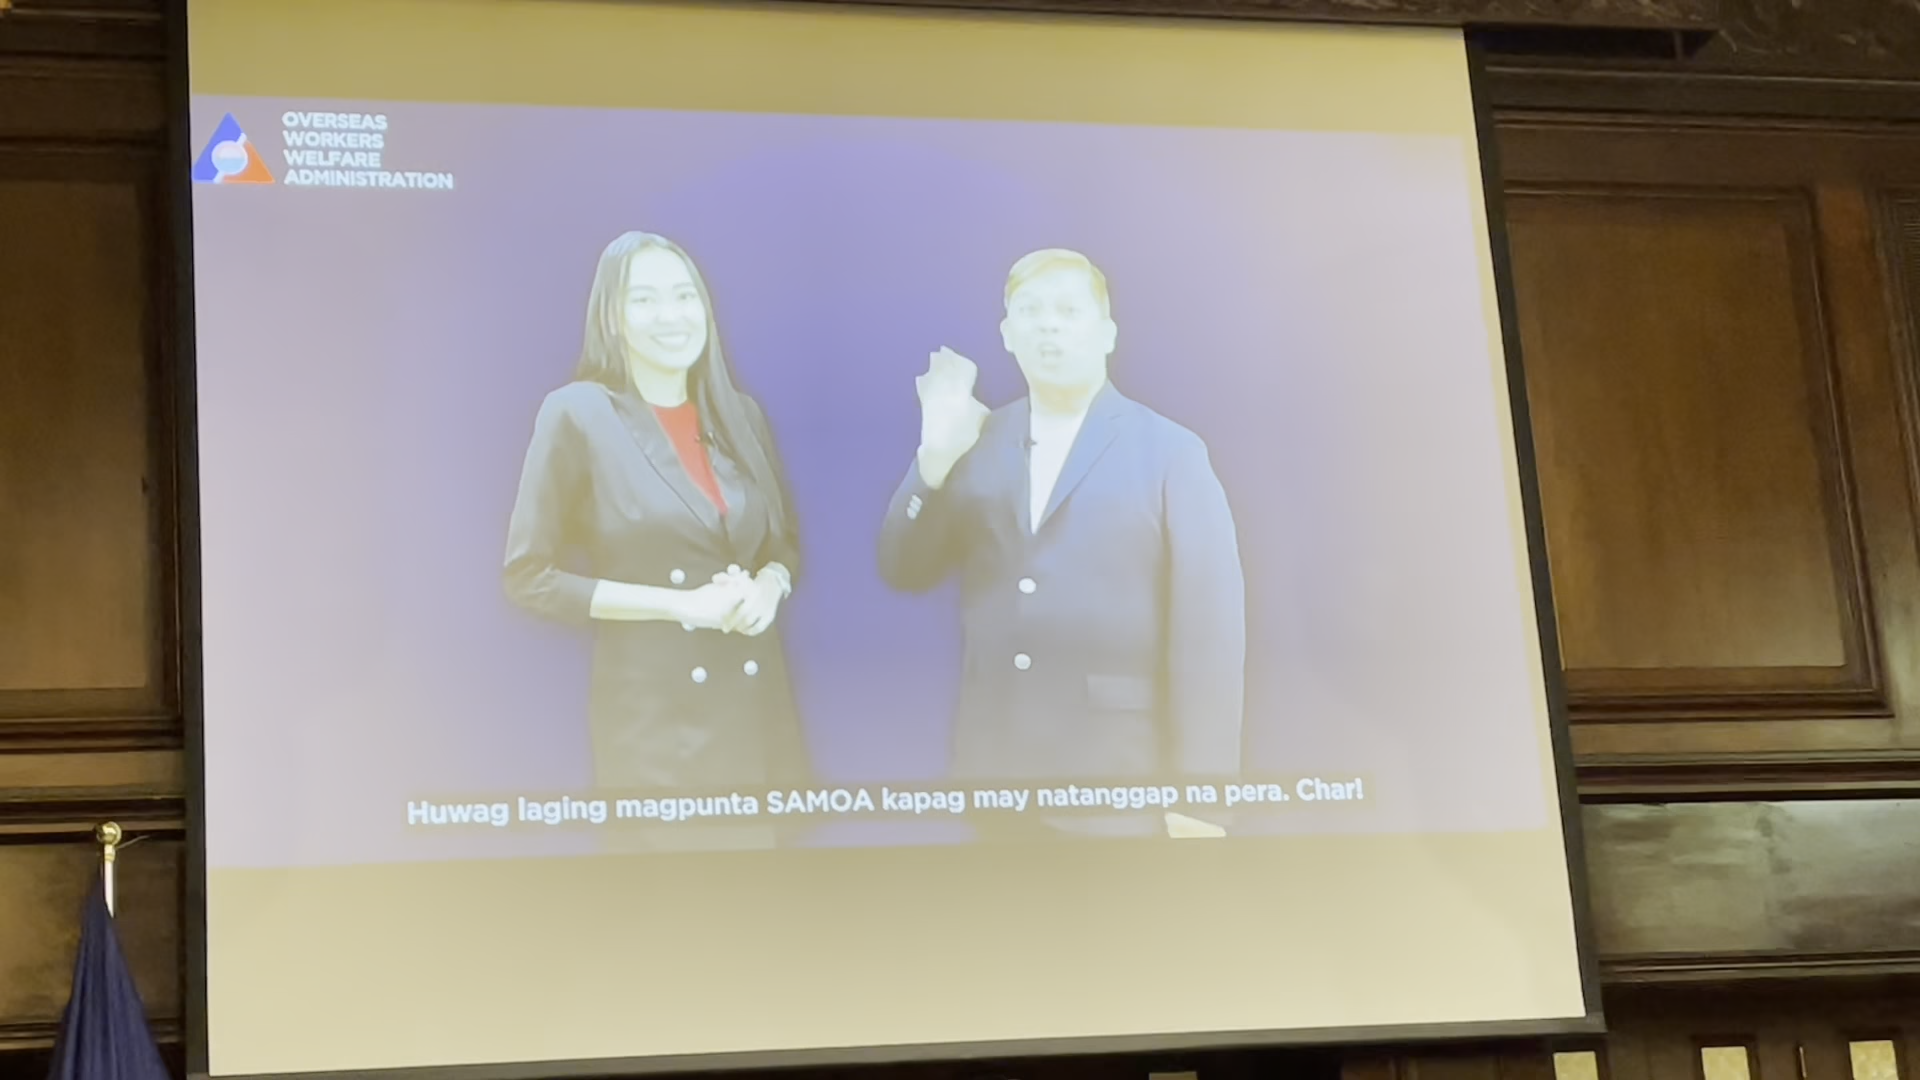 OVERSEAS
WORKERS
WELFARE
ADMINISTRATION
Huwag laging magpunta SAMOA kapag may natanggap na pera. Char!